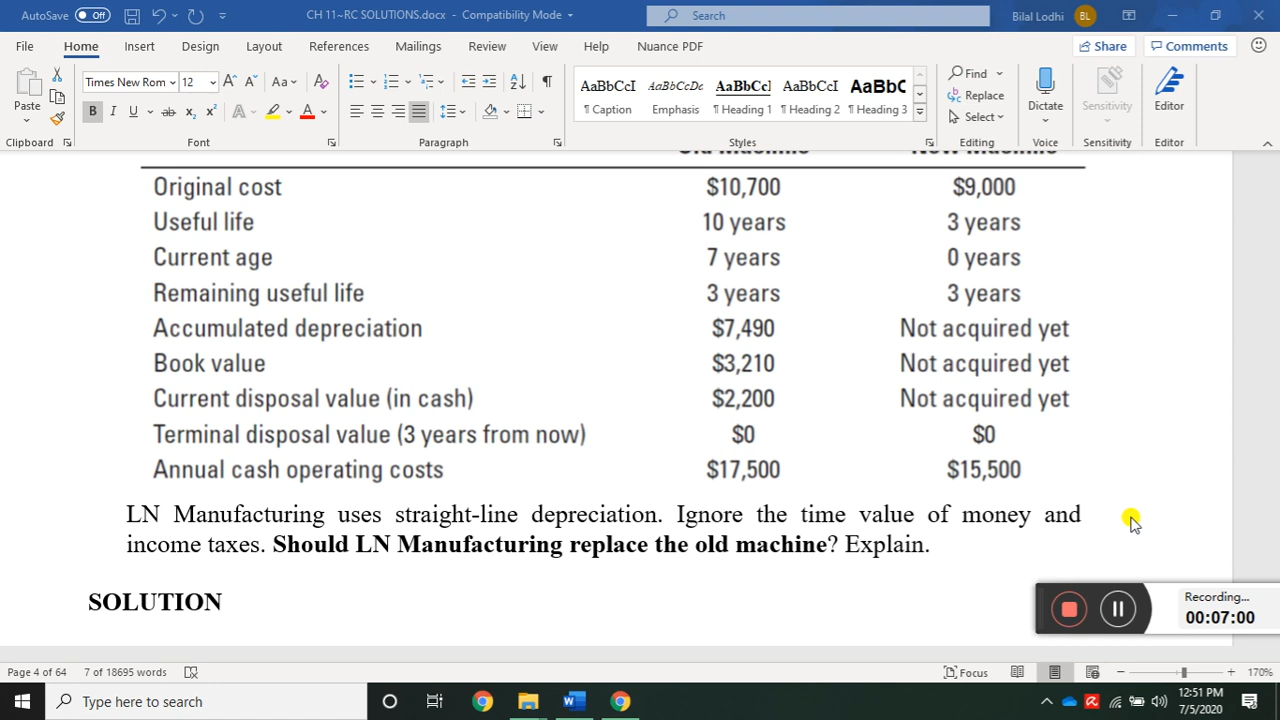 AutoSave Off CH 11~RC SOLUTIONS.docx - Compatibility Mode Search Bilal Lodhi BL
File Home Insert Design Layout References Mailings Review View Help Nuance PDF Share Comments
Paste Times New Rom 12 A A Aa A AaBbCcI AaBbCcDc AaBbCcI AaBbCcI AaBbC Find Replace Select Dictate Sensitivity Editor
B I U ab x₂ x² A A Caption Emphasis Heading 1 Heading 2 Heading 3
Clipboard Font Paragraph Styles Editing Voice Sensitivity Editor
Original cost $10,700 $9,000
Useful life 10 years 3 years
Current age 7 years 0 years
Remaining useful life 3 years 3 years
Accumulated depreciation $7,490 Not acquired yet
Book value $3,210 Not acquired yet
Current disposal value (in cash) $2,200 Not acquired yet
Terminal disposal value (3 years from now) $0 $0
Annual cash operating costs $17,500 $15,500
LN Manufacturing uses straight-line depreciation. Ignore the time value of money and
income taxes. Should LN Manufacturing replace the old machine? Explain.
SOLUTION
Recording...
00:07:00
Page 4 of 64 7 of 18695 words Focus 170%
Type here to search 12:51 PM
7/5/2020